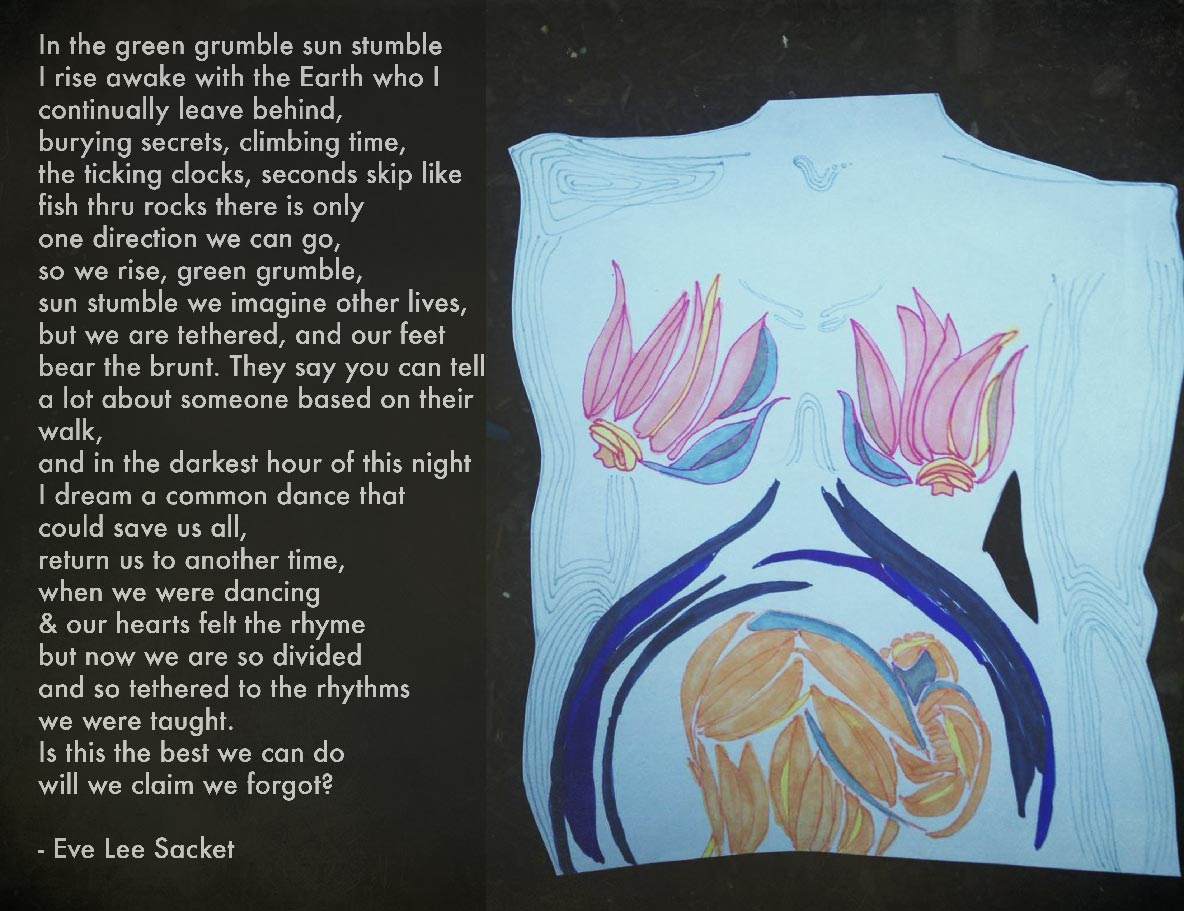 In the green grumble sun stumble
I rise awake with the Earth who I
continually leave behind,
burying secrets, climbing time,
the ticking clocks, seconds skip like
fish thru rocks there is only
one direction we can go,
so we rise, green grumble,
sun stumble we imagine other lives,
but we are tethered, and our feet
bear the brunt. They say you can tell
a lot about someone based on their
walk,
and in the darkest hour of this night
I dream a common dance that
could save us all,
return us to another time,
when we were dancing
& our hearts felt the rhyme
but now we are so divided
and so tethered to the rhythms
we were taught.
Is this the best we can do
will we claim we forgot?

- Eve Lee Sacket